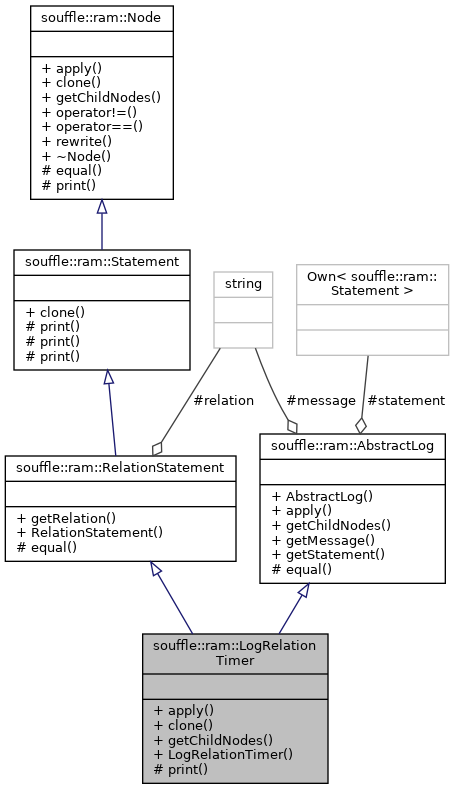 souffle::ram::Node
+ apply()
+ clone()
+ getChildNodes()
+ operator!=()
+ operator==()
+ rewrite()
+ ~Node()
# equal()
# print()
souffle::ram::Statement
+ clone()
# print()
# print()
# print()
string
Own< souffle::ram::
Statement >
#relation
#message
#statement
souffle::ram::RelationStatement
+ getRelation()
+ RelationStatement()
# equal()
souffle::ram::AbstractLog
+ AbstractLog()
+ apply()
+ getChildNodes()
+ getMessage()
+ getStatement()
# equal()
souffle::ram::LogRelation
Timer
+ apply()
+ clone()
+ getChildNodes()
+ LogRelationTimer()
# print()